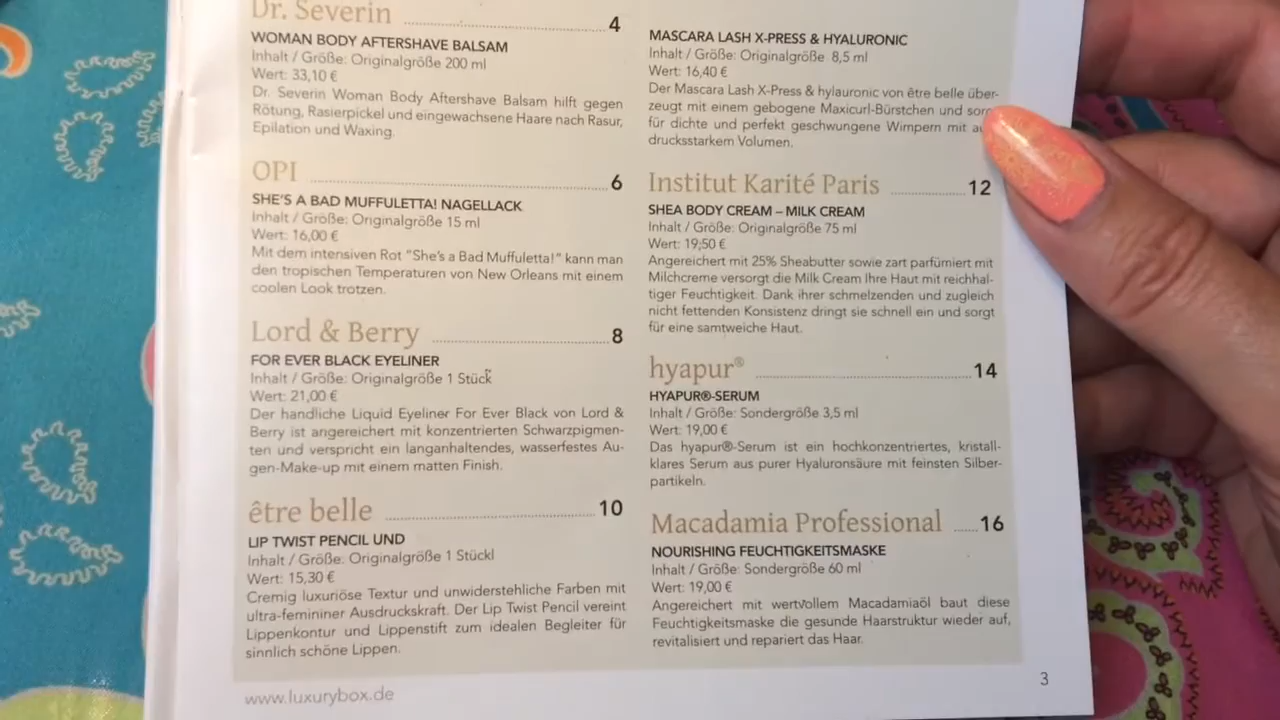 Dr. Severin 4
WOMAN BODY AFTERSHAVE BALSAM
Inhalt / Größe: Originalgröße 200 ml
Wert: 33,10 €
Dr. Severin Woman Body Aftershave Balsam hilft gegen
Rötung, Rasierpickel und eingewachsene Haare nach Rasur,
Epilation und Waxing.
OPI 6
SHE'S A BAD MUFFULETTA! NAGELLACK
Inhalt / Größe: Originalgröße 15 ml
Wert: 16,00 €
Mit dem intensiven Rot "She's a Bad Muffuletta!" kann man
den tropischen Temperaturen von New Orleans mit einem
coolen Look trotzen.
Lord & Berry 8
FOR EVER BLACK EYELINER
Inhalt / Größe: Originalgröße 1 Stück
Wert: 21,00 €
Der handliche Liquid Eyeliner For Ever Black von Lord &
Berry ist angereichert mit konzentrierten Schwarzpigmen-
ten und verspricht ein langanhaltendes, wasserfestes Au-
gen-Make-up mit einem matten Finish.
être belle 10
LIP TWIST PENCIL UND
Inhalt / Größe: Originalgröße 1 Stückl
Wert: 15,30 €
Cremig luxuriöse Textur und unwiderstehliche Farben mit
ultra-femininer Ausdruckskraft. Der Lip Twist Pencil vereint
Lippenkontur und Lippenstift zum idealen Begleiter für
sinnlich schöne Lippen.
MASCARA LASH X-PRESS & HYALURONIC
Inhalt / Größe: Originalgröße 8,5 ml
Wert: 16,40 €
Der Mascara Lash X-Press & hylauronic von être belle über-
zeugt mit einem gebogene Maxicurl-Bürstchen und
für dichte und perfekt geschwungene Wimpern mit
drucksstarkem Volumen.
Institut Karité Paris 12
SHEA BODY CREAM – MILK CREAM
Inhalt / Größe: Originalgröße 75 ml
Wert: 19,50 €
Angereichert mit 25% Sheabutter sowie zart parfümiert mit
Milchcreme versorgt die Milk Cream Ihre Haut mit reichhal-
tiger Feuchtigkeit. Dank ihrer schmelzenden und zugleich
nicht fettenden Konsistenz dringt sie schnell ein und sorgt
für eine samtweiche Haut.
hyapur® 14
HYAPUR®-SERUM
Inhalt / Größe: Sondergröße 3,5 ml
Wert: 19,00 €
Das hyapur®-Serum ist ein hochkonzentriertes, kristall-
klares Serum aus purer Hyaluronsäure mit feinsten Silber-
partikeln.
Macadamia Professional 16
NOURISHING FEUCHTIGKEITSMASKE
Inhalt / Größe: Sondergröße 60 ml
Wert: 19,00 €
Angereichert mit wertvollem Macadamiaöl baut diese
Feuchtigkeitsmaske die gesunde Haarstruktur wieder auf,
revitalisiert und repariert das Haar.
www.luxurybox.de
3